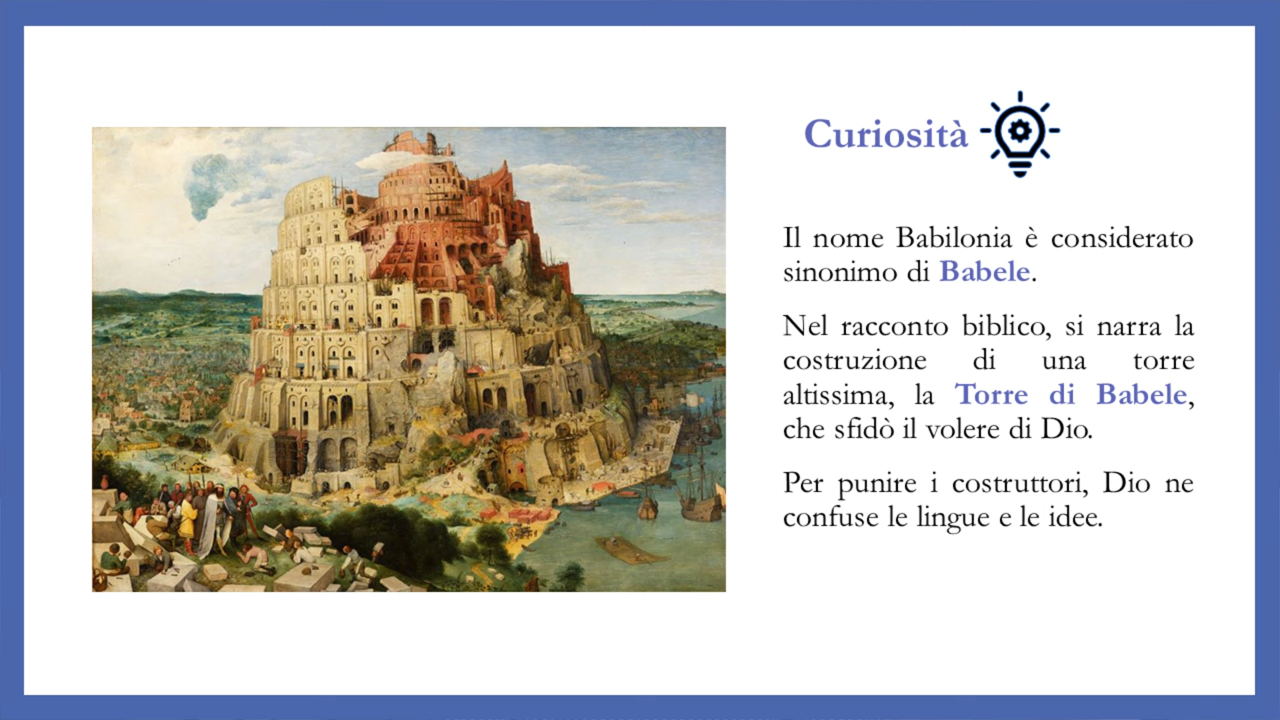 Curiosità
Il nome Babilonia è considerato
sinonimo di Babele.
Nel racconto biblico, si narra la
costruzione di una torre
altissima, la Torre di Babele,
che sfidò il volere di Dio.
Per punire i costruttori, Dio ne
confuse le lingue e le idee.